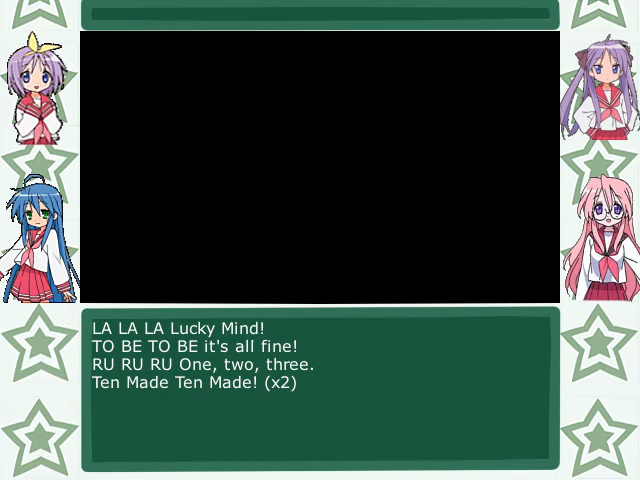 LA LA LA Lucky Mind!
TO BE TO BE it's all fine!
RU RU RU One, two, three.
Ten Made Ten Made! (x2)